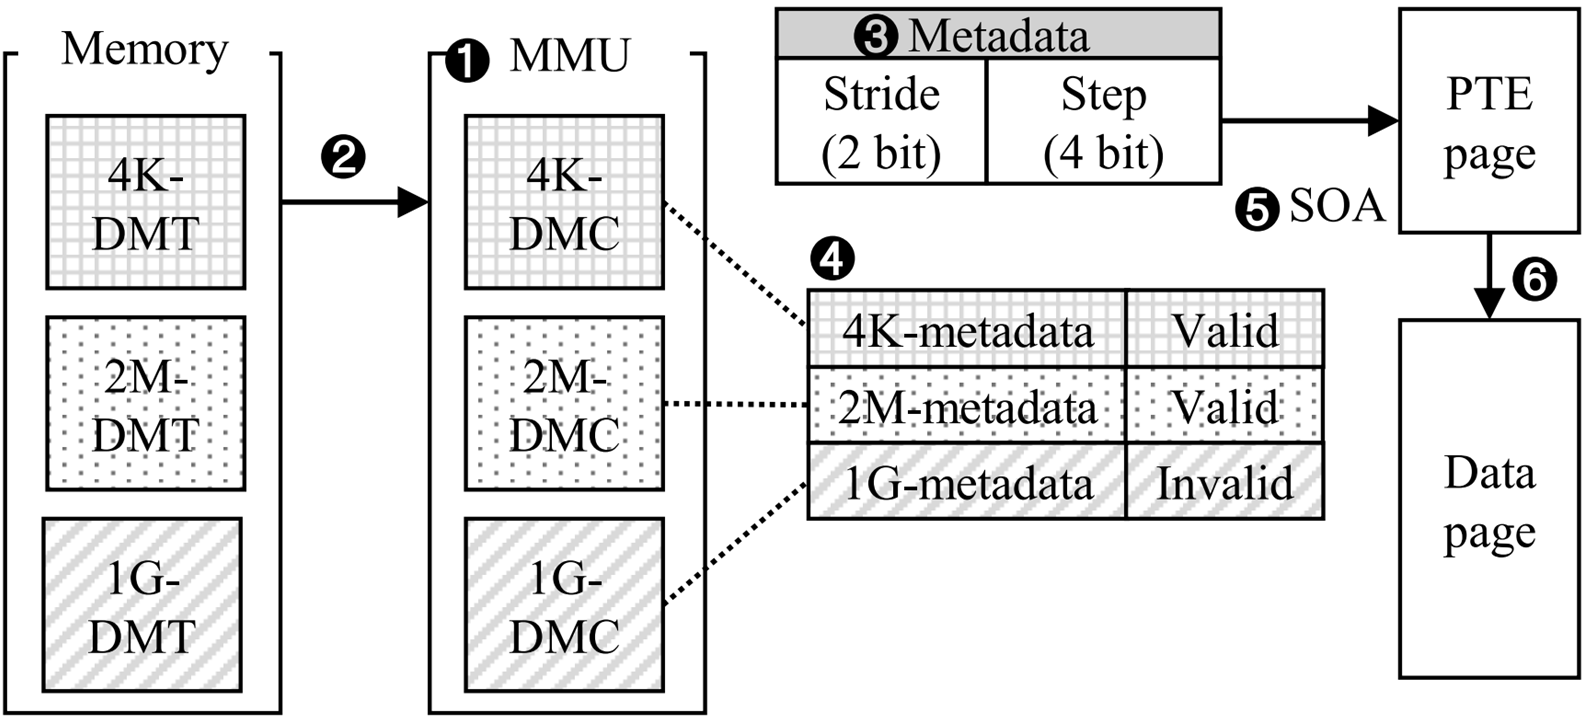 Memory
4K-
DMT
2M-
DMT
1G-
DMT
❷
❶ MMU
4K-
DMC
2M-
DMC
1G-
DMC
❸ Metadata
Stride
(2 bit)
Step
(4 bit)
❺ SOA
PTE
page
❹
4K-metadata Valid
2M-metadata Valid
1G-metadata Invalid
❻
Data
page